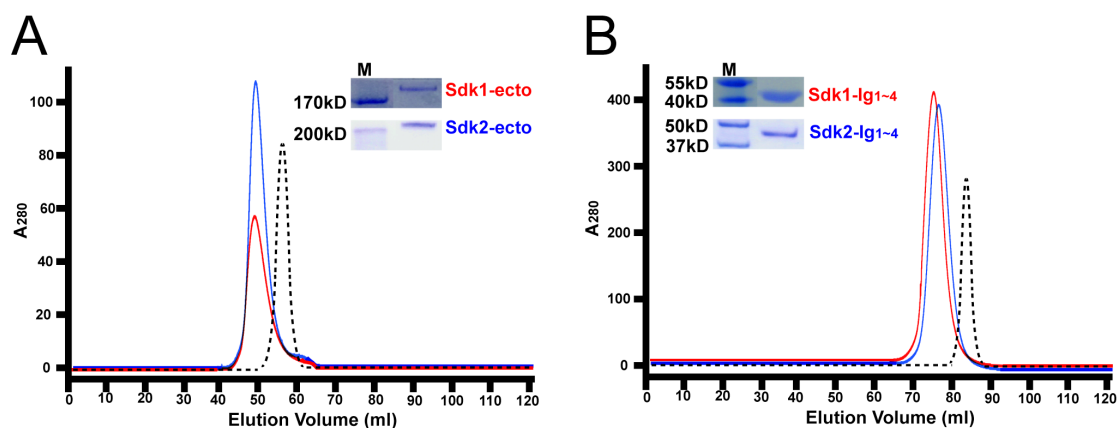 A
M
170kD
Sdk1-ecto
200kD
Sdk2-ecto
100
80
60
40
20
0
A280
0 10 20 30 40 50 60 70 80 90 100 110 120
Elution Volume (ml)
B
M
55kD
40kD
Sdk1-Ig1~4
50kD
37kD
Sdk2-Ig1~4
400
300
200
100
0
A280
0 10 20 30 40 50 60 70 80 90 100 110 120
Elution Volume (ml)